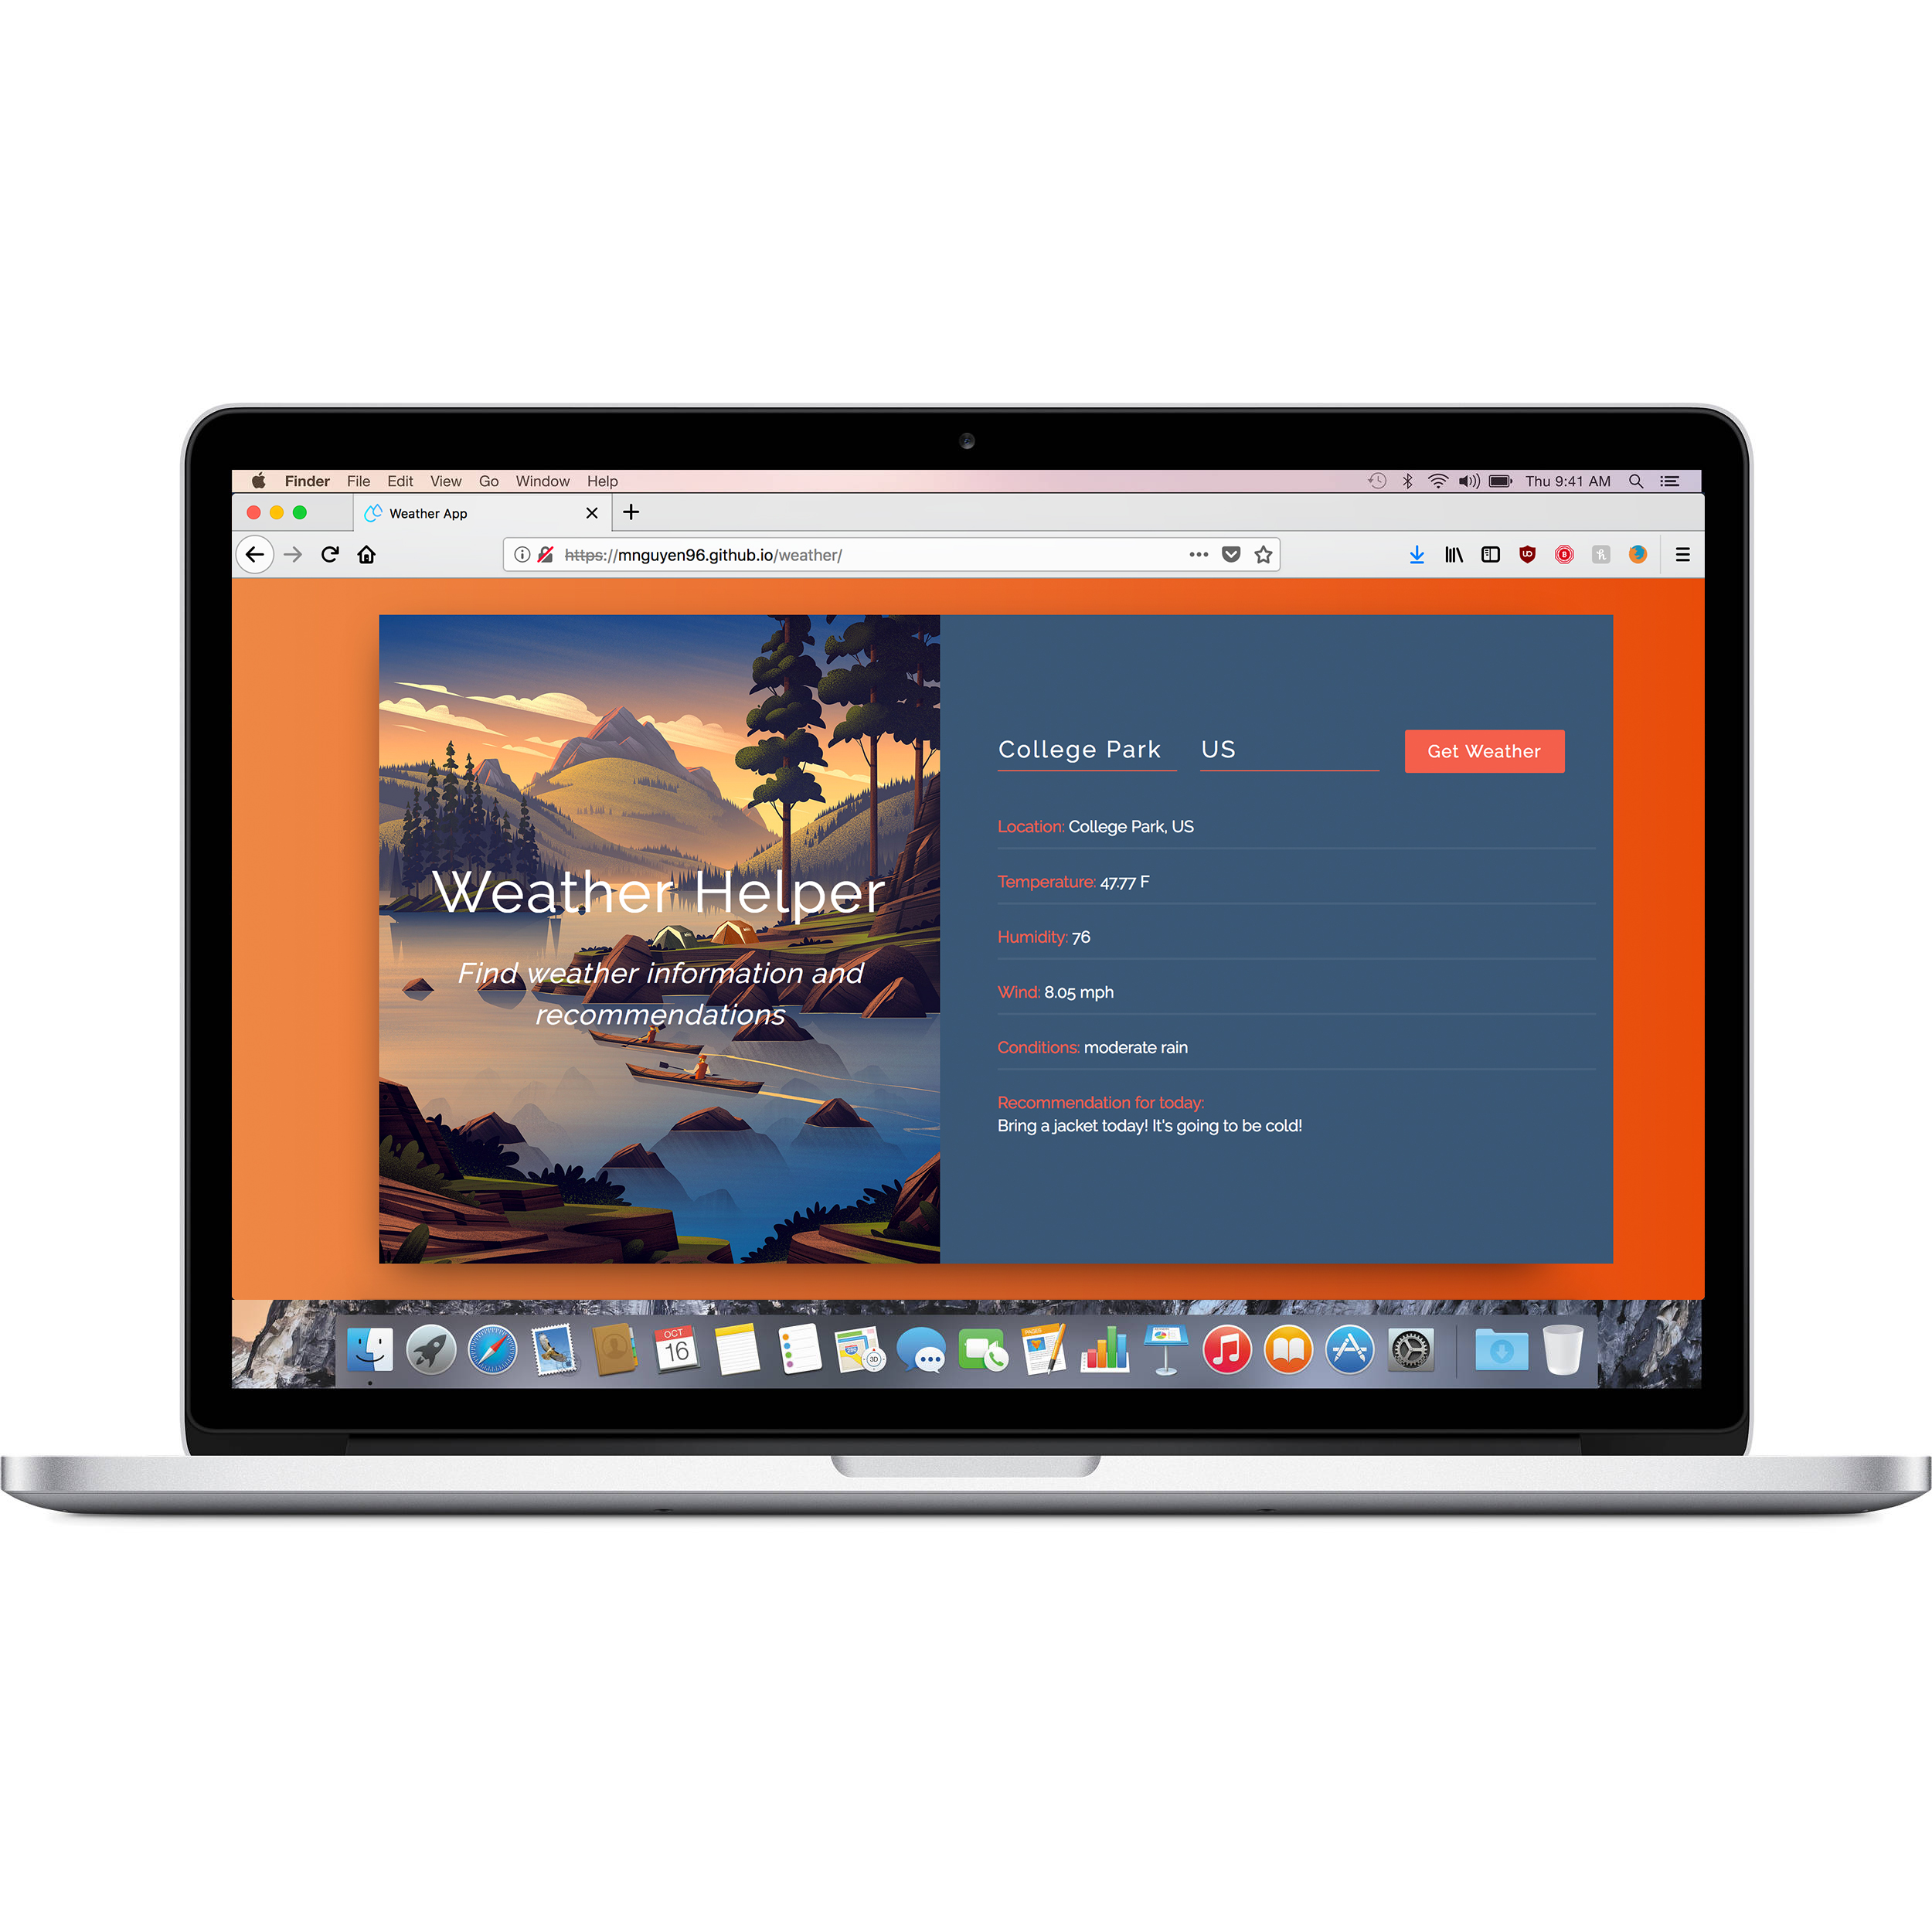 Finder File Edit View Go Window Help Thu 9:41 AM
Weather App
https://mnguyen96.github.io/weather/
College Park US Get Weather
Location: College Park, US
Temperature: 47.77 F
Humidity: 76
Wind: 8.05 mph
Conditions: moderate rain
Recommendation for today:
Bring a jacket today! It's going to be cold!
Weather Helper
Find weather information and
recommendations
OCT
16
PAGES
3D